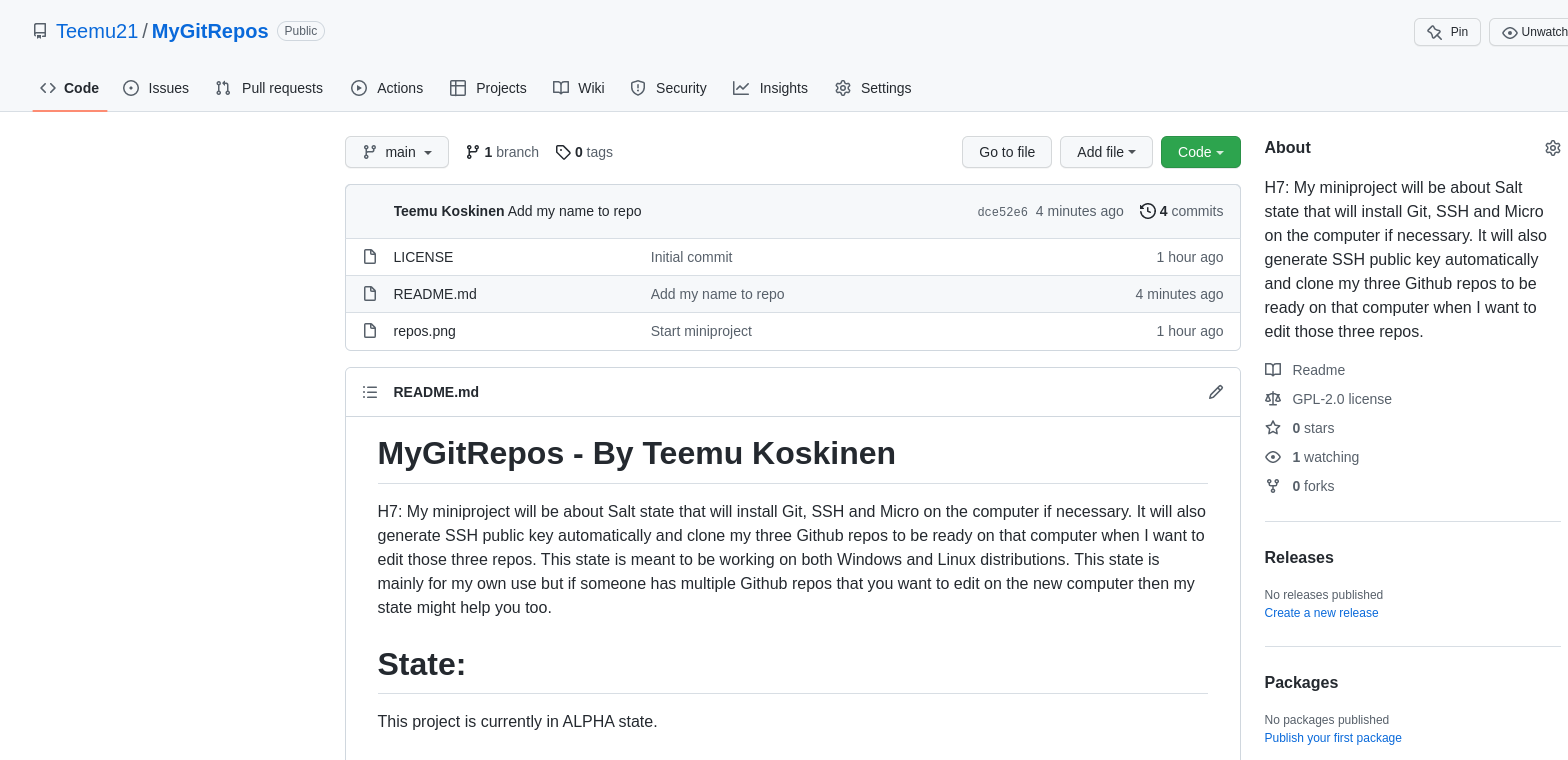 Teemu21 / MyGitRepos Public
Pin Unwatch
Code Issues Pull requests Actions Projects Wiki Security Insights Settings
main 1 branch 0 tags Go to file Add file Code
Teemu Koskinen Add my name to repo dce52e6 4 minutes ago 4 commits
LICENSE Initial commit 1 hour ago
README.md Add my name to repo 4 minutes ago
repos.png Start miniproject 1 hour ago
README.md
MyGitRepos - By Teemu Koskinen
H7: My miniproject will be about Salt state that will install Git, SSH and Micro on the computer if necessary. It will also
generate SSH public key automatically and clone my three Github repos to be ready on that computer when I want to
edit those three repos. This state is meant to be working on both Windows and Linux distributions. This state is
mainly for my own use but if someone has multiple Github repos that you want to edit on the new computer then my
state might help you too.
State:
This project is currently in ALPHA state.
About
H7: My miniproject will be about Salt
state that will install Git, SSH and Micro
on the computer if necessary. It will also
generate SSH public key automatically
and clone my three Github repos to be
ready on that computer when I want to
edit those three repos.
Readme
GPL-2.0 license
0 stars
1 watching
0 forks
Releases
No releases published
Create a new release
Packages
No packages published
Publish your first package